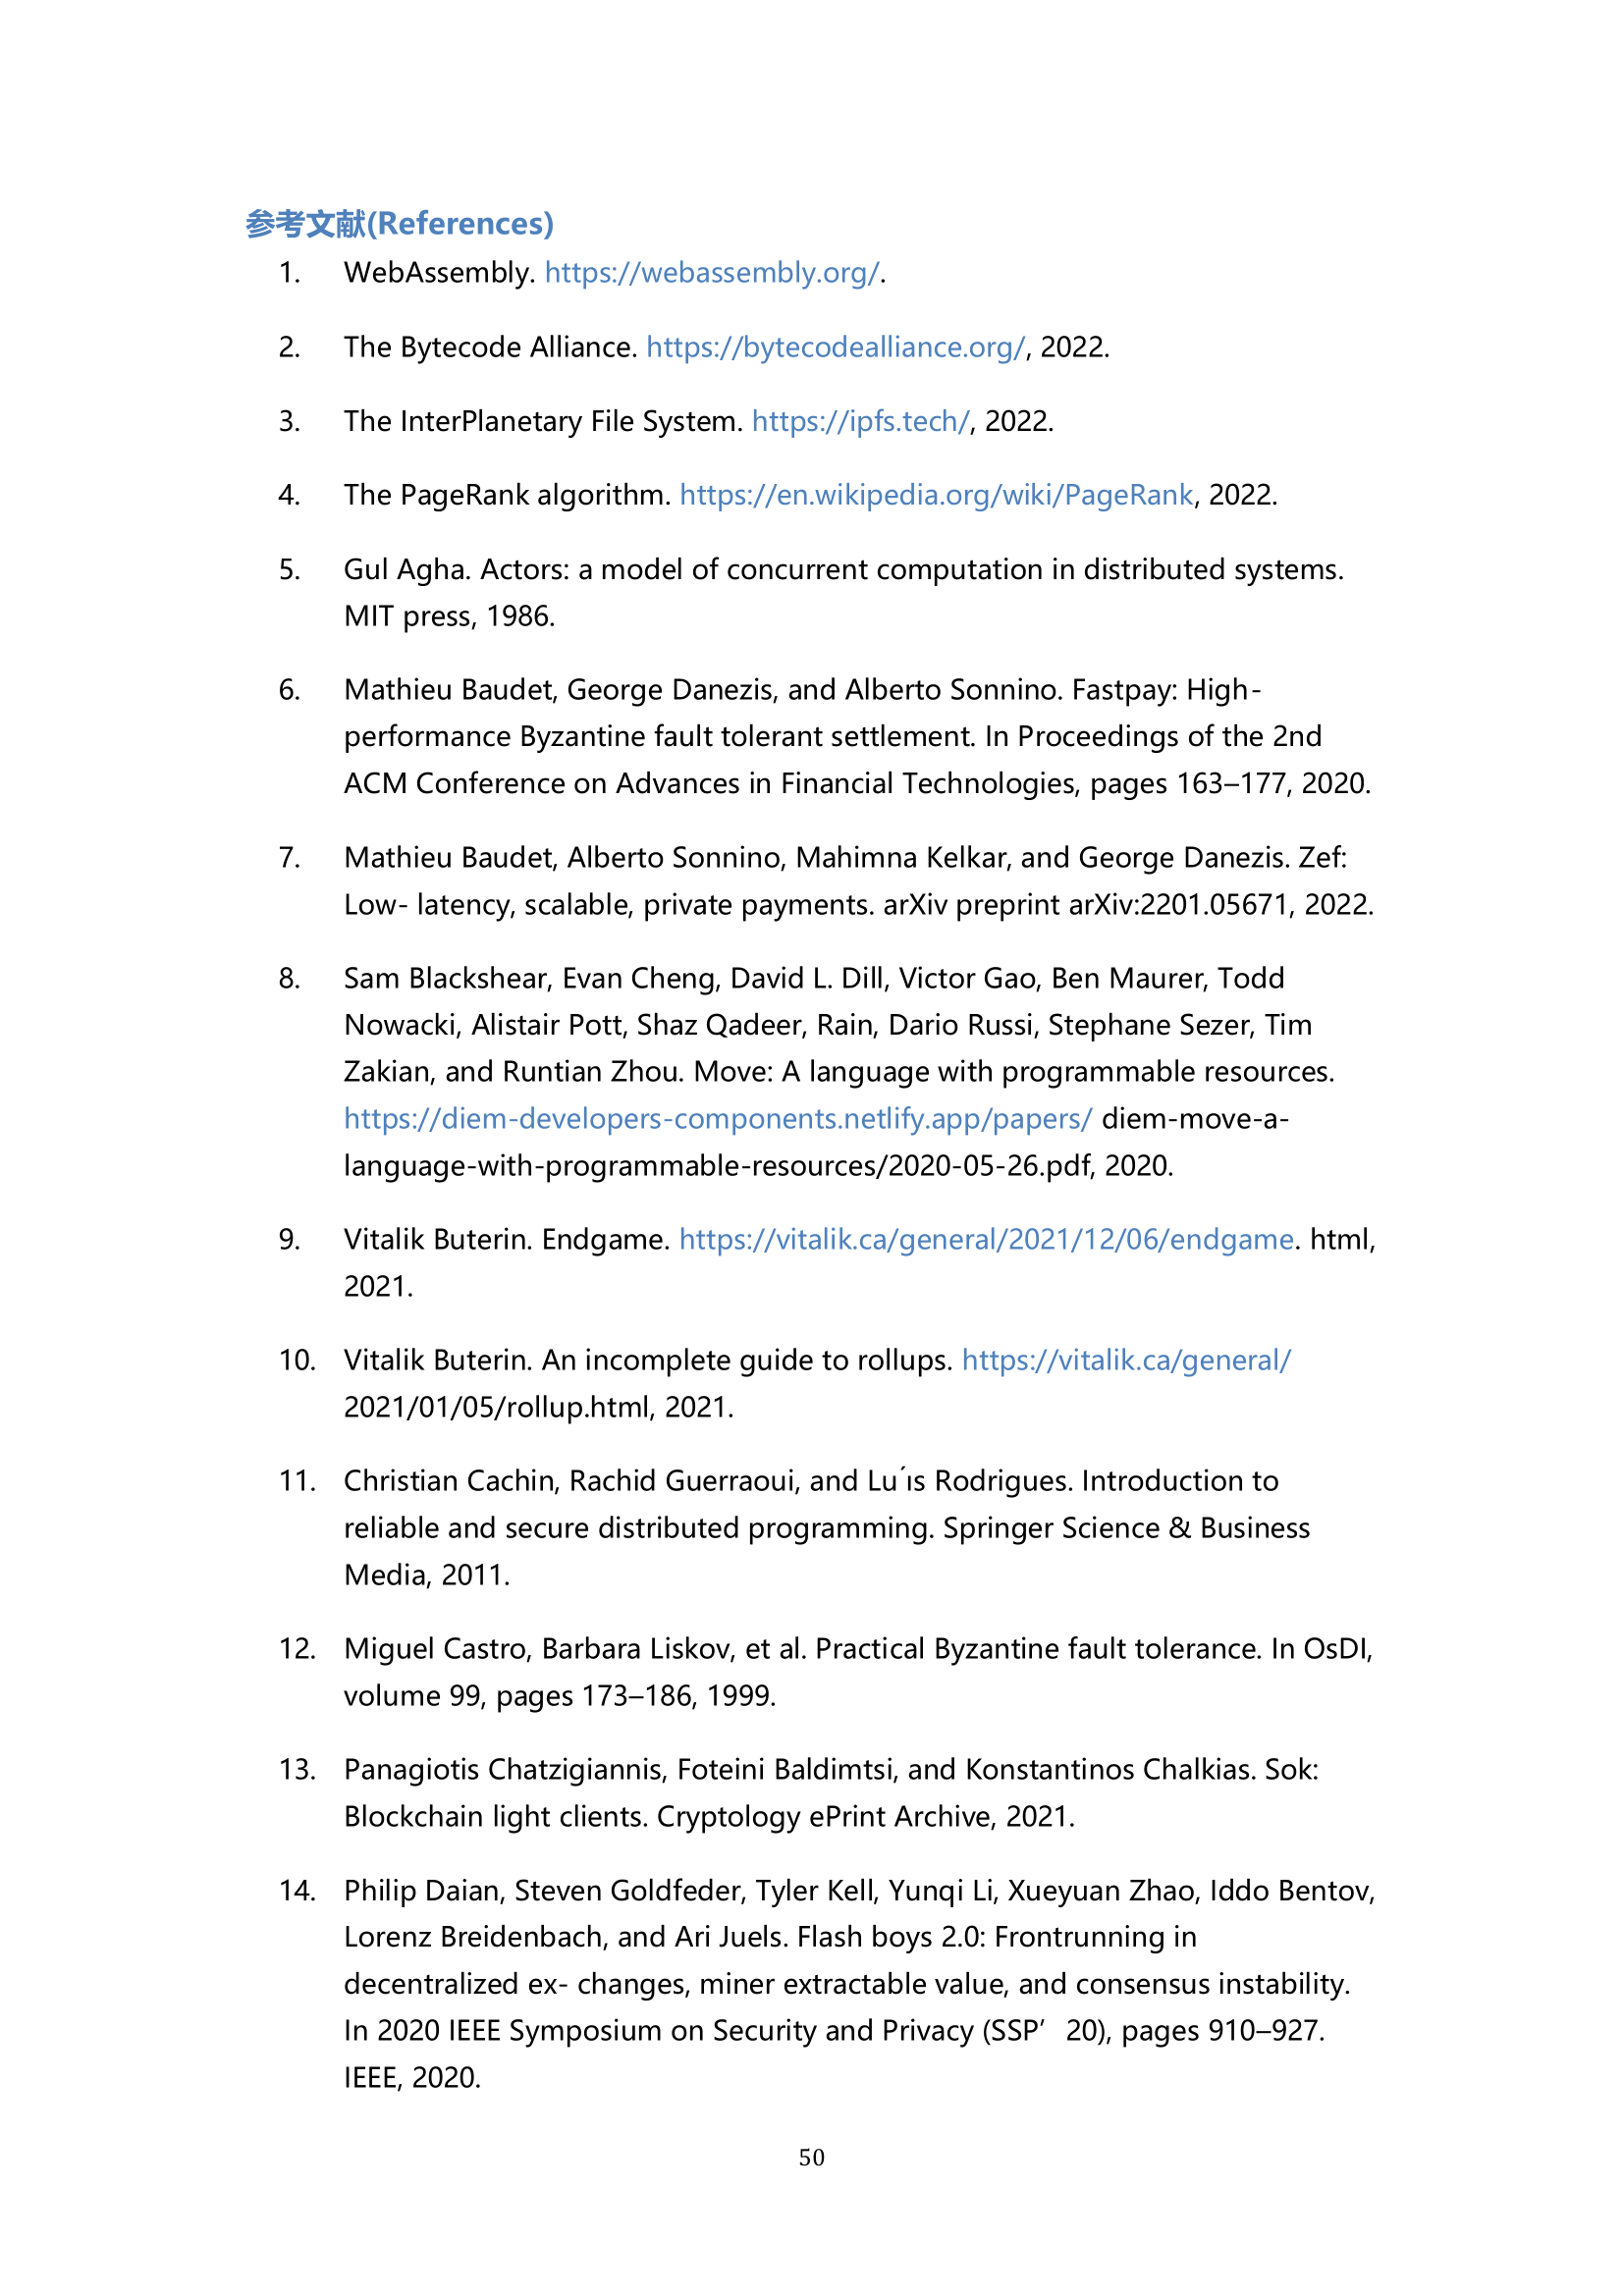 参考文献(References)
1. WebAssembly. https://webassembly.org/.
2. The Bytecode Alliance. https://bytecodealliance.org/, 2022.
3. The InterPlanetary File System. https://ipfs.tech/, 2022.
4. The PageRank algorithm. https://en.wikipedia.org/wiki/PageRank, 2022.
5. Gul Agha. Actors: a model of concurrent computation in distributed systems.
MIT press, 1986.
6. Mathieu Baudet, George Danezis, and Alberto Sonnino. Fastpay: High-
performance Byzantine fault tolerant settlement. In Proceedings of the 2nd
ACM Conference on Advances in Financial Technologies, pages 163–177, 2020.
7. Mathieu Baudet, Alberto Sonnino, Mahimna Kelkar, and George Danezis. Zef:
Low- latency, scalable, private payments. arXiv preprint arXiv:2201.05671, 2022.
8. Sam Blackshear, Evan Cheng, David L. Dill, Victor Gao, Ben Maurer, Todd
Nowacki, Alistair Pott, Shaz Qadeer, Rain, Dario Russi, Stephane Sezer, Tim
Zakian, and Runtian Zhou. Move: A language with programmable resources.
https://diem-developers-components.netlify.app/papers/ diem-move-a-
language-with-programmable-resources/2020-05-26.pdf, 2020.
9. Vitalik Buterin. Endgame. https://vitalik.ca/general/2021/12/06/endgame. html,
2021.
10. Vitalik Buterin. An incomplete guide to rollups. https://vitalik.ca/general/
2021/01/05/rollup.html, 2021.
11. Christian Cachin, Rachid Guerraoui, and Lu´ıs Rodrigues. Introduction to
reliable and secure distributed programming. Springer Science & Business
Media, 2011.
12. Miguel Castro, Barbara Liskov, et al. Practical Byzantine fault tolerance. In OsDI,
volume 99, pages 173–186, 1999.
13. Panagiotis Chatzigiannis, Foteini Baldimtsi, and Konstantinos Chalkias. Sok:
Blockchain light clients. Cryptology ePrint Archive, 2021.
14. Philip Daian, Steven Goldfeder, Tyler Kell, Yunqi Li, Xueyuan Zhao, Iddo Bentov,
Lorenz Breidenbach, and Ari Juels. Flash boys 2.0: Frontrunning in
decentralized ex- changes, miner extractable value, and consensus instability.
In 2020 IEEE Symposium on Security and Privacy (SSP’20), pages 910–927.
IEEE, 2020.
50